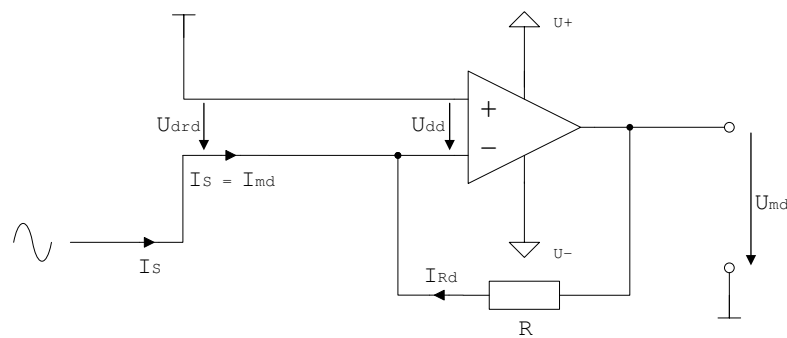 U+
+
Udrd
Udd
−
Is = Imd
Umd
U-
Is
IRd
R